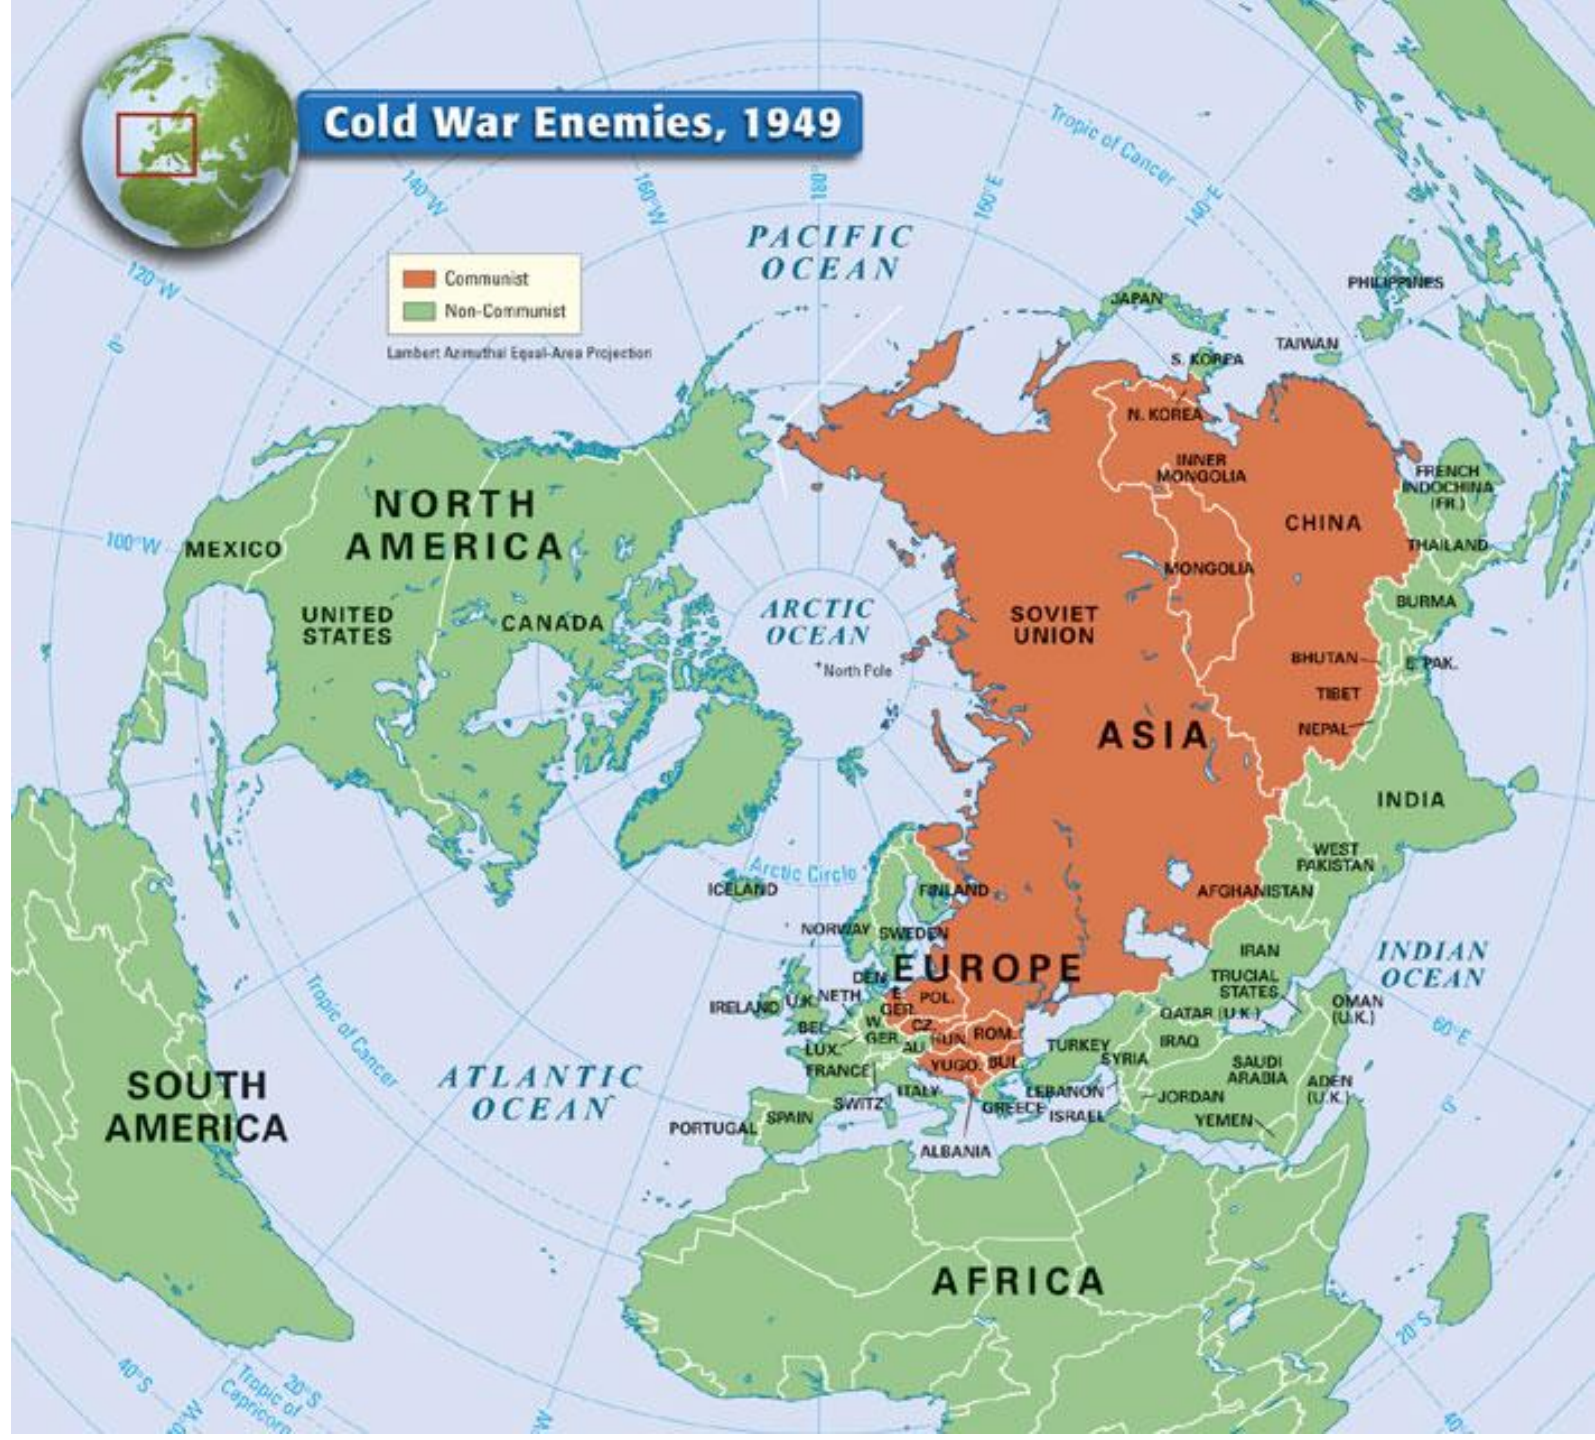 Cold War Enemies, 1949
Tropic of Cancer
140°W
160°W
180°
160°E
140°E
120°W
0°
PACIFIC
OCEAN
Communist
Non-Communist
Lambert Azimuthal Equal-Area Projection
PHILIPPINES
JAPAN
TAIWAN
S. KOREA
N. KOREA
INNER
MONGOLIA
FRENCH
INDOCHINA
(FR.)
CHINA
NORTH
AMERICA
100°W
MEXICO
THAILAND
MONGOLIA
BURMA
UNITED
STATES
CANADA
ARCTIC
OCEAN
SOVIET
UNION
North Pole
BHUTAN
E. PAK.
TIBET
NEPAL
ASIA
INDIA
WEST
PAKISTAN
Arctic Circle
ICELAND
FINLAND
AFGHANISTAN
NORWAY
SWEDEN
IRAN
INDIAN
OCEAN
EUROPE
DEN.
TRUCIAL
STATES
IRELAND
U.K.
NETH.
E.
GER.
POL.
QATAR (U.K.)
OMAN
(U.K.)
60°E
BEL.
W.
GER.
CZ.
LUX.
AU.
HUN.
ROM.
TURKEY
IRAQ
SYRIA
FRANCE
YUGO.
BUL.
SAUDI
ARABIA
ADEN
(U.K.)
LEBANON
JORDAN
SWITZ.
ITALY
GREECE
ISRAEL
YEMEN
PORTUGAL
SPAIN
ALBANIA
Tropic of Cancer
ATLANTIC
OCEAN
SOUTH
AMERICA
0°
AFRICA
20°S
40°S
20°S
Tropic of
Capricorn